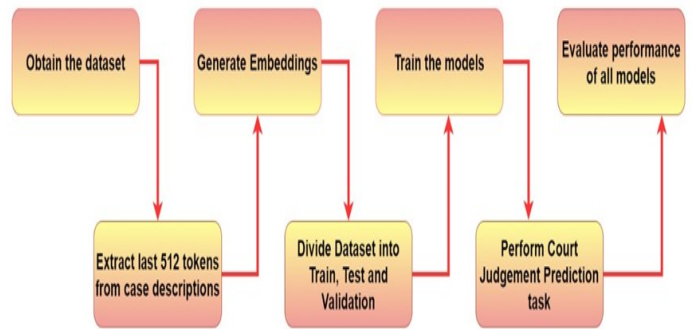 Obtain the dataset
Extract last 512 tokens
from case descriptions
Generate Embeddings
Divide Dataset into
Train, Test and
Validation
Train the models
Perform Court
Judgement Prediction
task
Evaluate performance
of all models